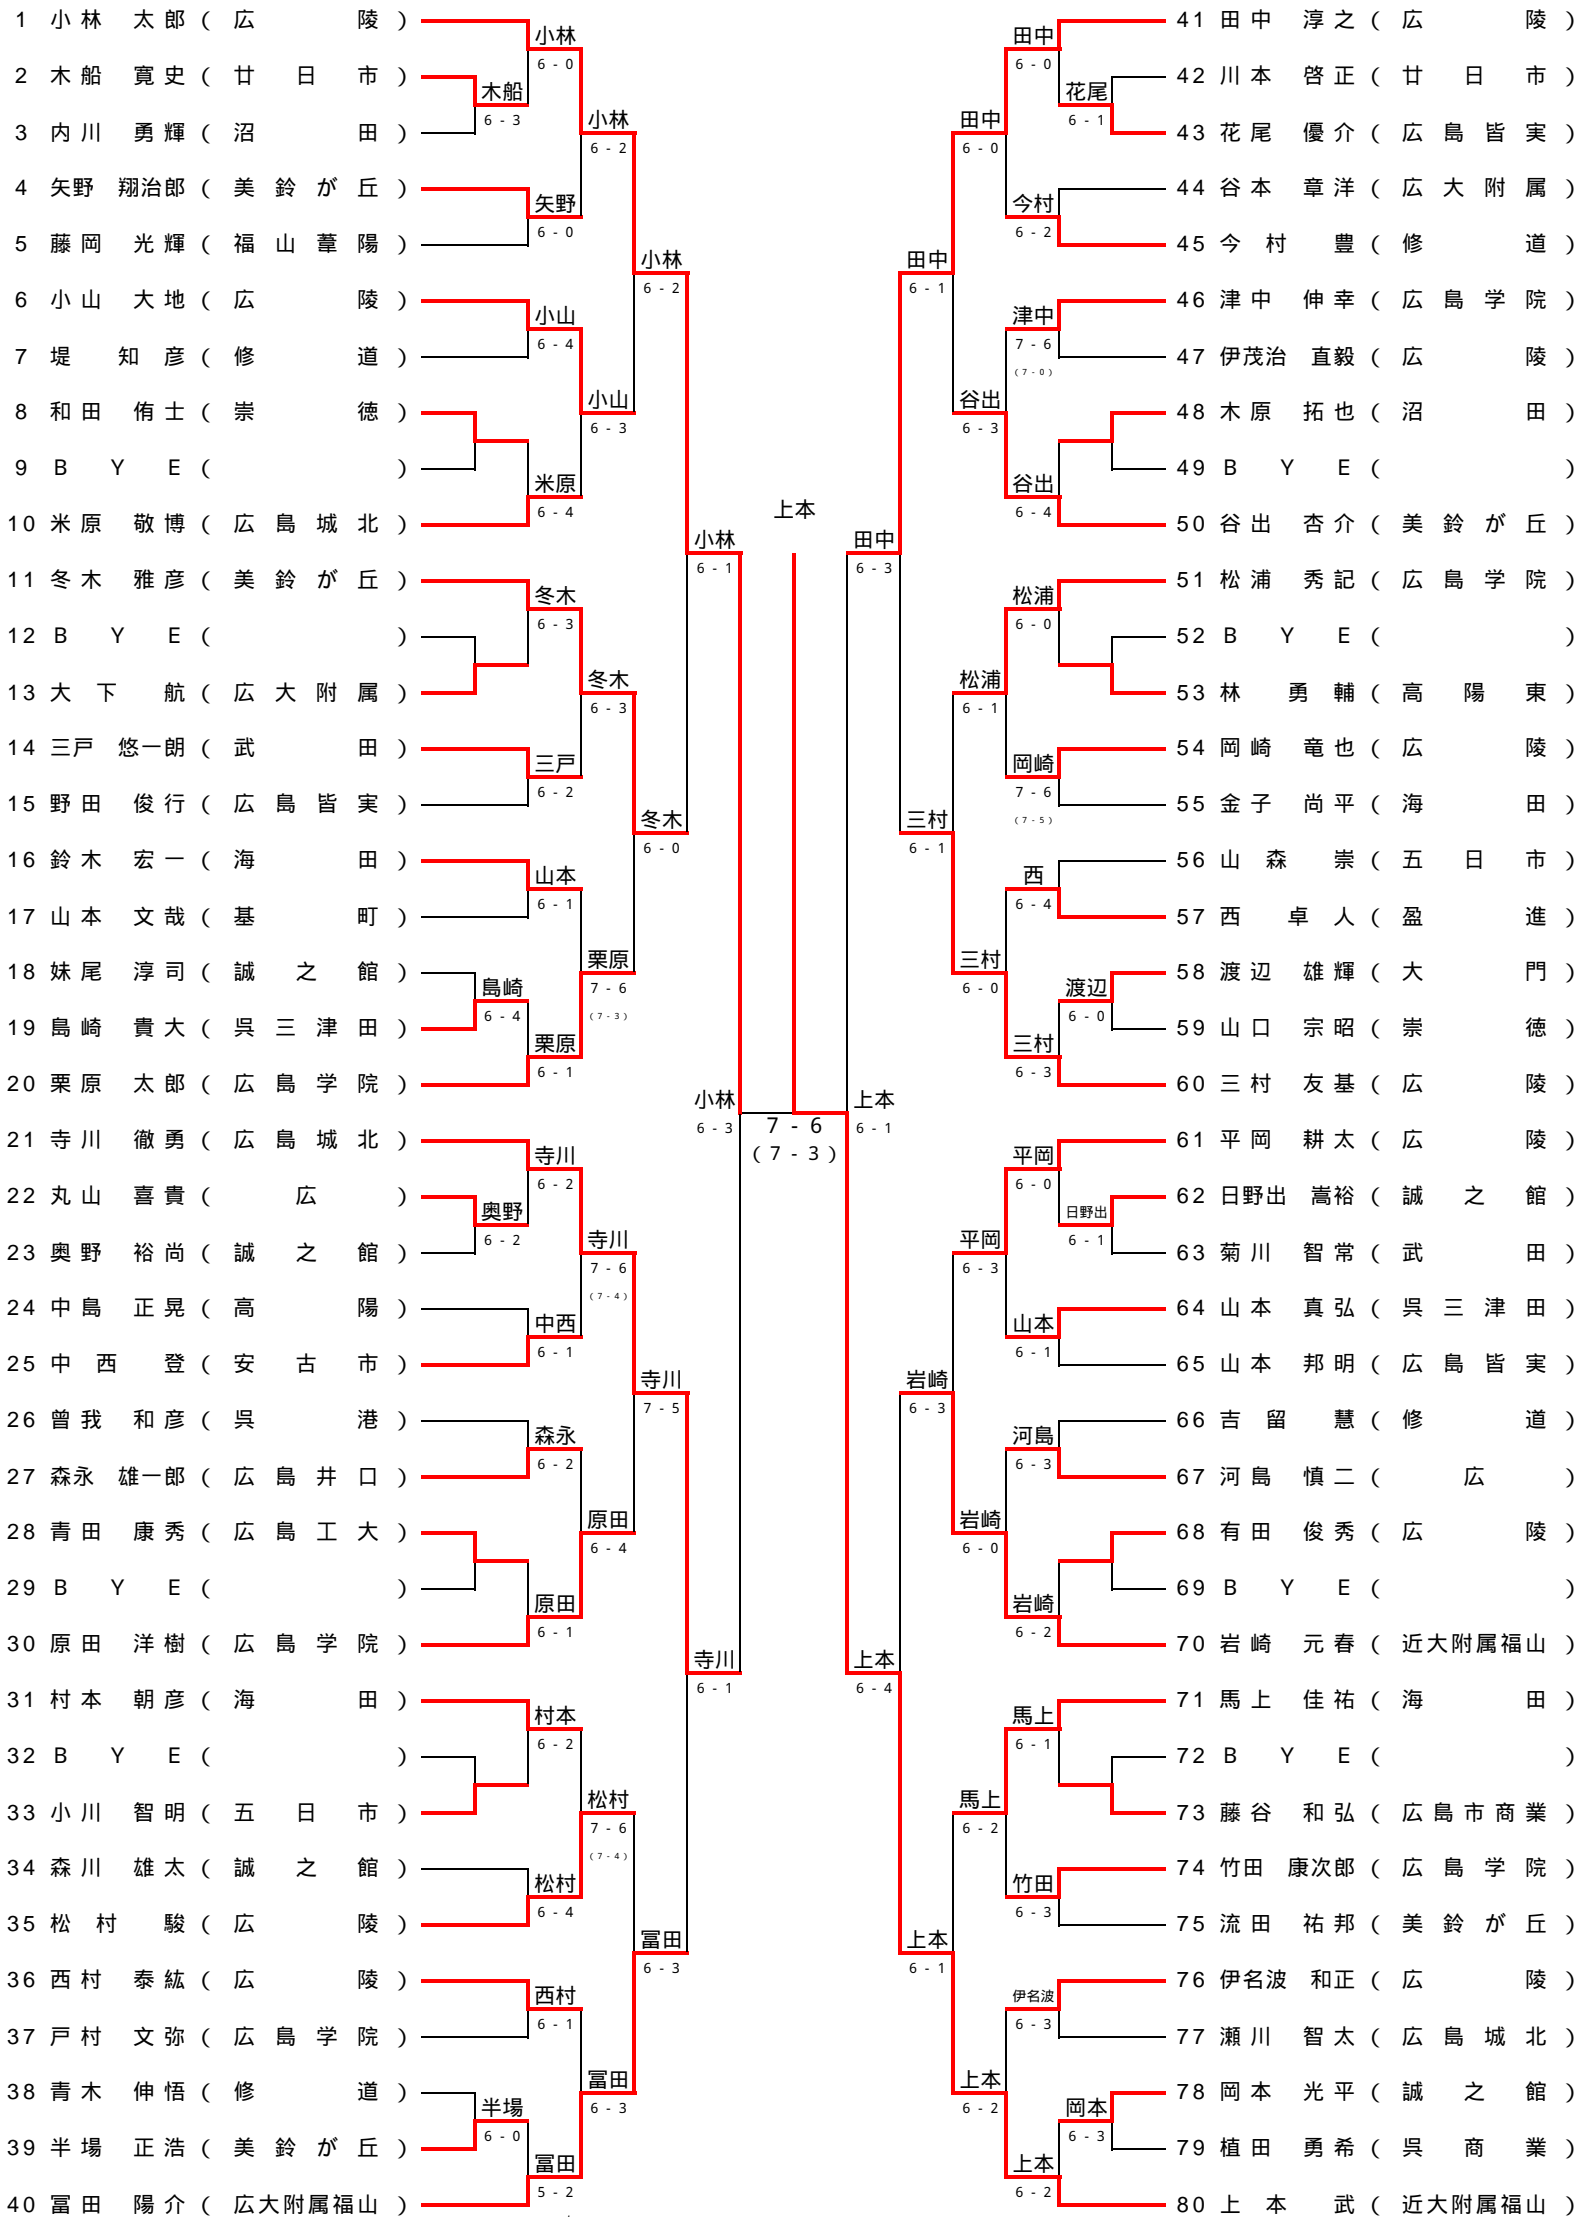 1 小林 太郎 ( 広 陵 )
2 木船 寛史 ( 廿日市 )
3 内川 勇輝 ( 沼 田 )
4 矢野 翔治郎 ( 美鈴が丘 )
5 藤岡 光輝 ( 福山葦陽 )
6 小山 大地 ( 広 陵 )
7 堤 知彦 ( 修 道 )
8 和田 侑士 ( 崇 徳 )
9 BYE ( )
10 米原 敬博 ( 広島城北 )
11 冬木 雅彦 ( 美鈴が丘 )
12 BYE ( )
13 大下 航 ( 広大附属 )
14 三戸 悠一朗 ( 武 田 )
15 野田 俊行 ( 広島皆実 )
16 鈴木 宏一 ( 海 田 )
17 山本 文哉 ( 基 町 )
18 妹尾 淳司 ( 誠之館 )
19 島崎 貴大 ( 呉三津田 )
20 栗原 太郎 ( 広島学院 )
21 寺川 徹勇 ( 広島城北 )
22 丸山 喜貴 ( 広 )
23 奥野 裕尚 ( 誠之館 )
24 中島 正晃 ( 高 陽 )
25 中西 登 ( 安古市 )
26 曽我 和彦 ( 呉 港 )
27 森永 雄一郎 ( 広島井口 )
28 青田 康秀 ( 広島工大 )
29 BYE ( )
30 原田 洋樹 ( 広島学院 )
31 村本 朝彦 ( 海 田 )
32 BYE ( )
33 小川 智明 ( 五日市 )
34 森川 雄太 ( 誠之館 )
35 松村 駿 ( 広 陵 )
36 西村 泰紘 ( 広 陵 )
37 戸村 文弥 ( 広島学院 )
38 青木 伸悟 ( 修 道 )
39 半場 正浩 ( 美鈴が丘 )
40 冨田 陽介 ( 広大附属福山 )
木船
6-3
島崎
6-4
奥野
6-2
半場
6-0
小林
6-0
矢野
6-0
小山
6-4
米原
6-4
冬木
6-3
三戸
6-2
山本
6-1
栗原
6-1
寺川
6-2
中西
6-1
森永
6-2
原田
6-1
村本
6-2
松村
6-4
西村
6-1
冨田
5-2
小林
6-2
小山
6-3
冬木
6-3
栗原
7-6
(7-3)
寺川
7-6
(7-4)
原田
6-4
松村
7-6
(7-4)
冨田
6-3
小林
6-2
冬木
6-0
寺川
7-5
冨田
6-3
小林
6-1
寺川
6-1
小林
6-3
上本
7-6
(7-3)
上本
6-1
田中
6-3
上本
6-4
田中
6-1
三村
6-1
岩崎
6-3
上本
6-1
田中
6-0
谷出
6-3
松浦
6-1
三村
6-0
平岡
6-3
岩崎
6-0
馬上
6-2
上本
6-2
田中
6-0
今村
6-2
津中
7-6
(7-0)
谷出
6-4
松浦
6-0
岡崎
7-6
(7-5)
西
6-4
三村
6-3
平岡
6-0
山本
6-1
河島
6-3
岩崎
6-2
馬上
6-1
竹田
6-3
伊名波
6-3
上本
6-2
花尾
6-1
渡辺
6-0
日野出
6-1
岡本
6-3
41 田中 淳之 ( 広 陵 )
42 川本 啓正 ( 廿日市 )
43 花尾 優介 ( 広島皆実 )
44 谷本 章洋 ( 広大附属 )
45 今村 豊 ( 修 道 )
46 津中 伸幸 ( 広島学院 )
47 伊茂治 直毅 ( 広 陵 )
48 木原 拓也 ( 沼 田 )
49 BYE ( )
50 谷出 杏介 ( 美鈴が丘 )
51 松浦 秀記 ( 広島学院 )
52 BYE ( )
53 林 勇輔 ( 高陽東 )
54 岡崎 竜也 ( 広 陵 )
55 金子 尚平 ( 海 田 )
56 山森 崇 ( 五日市 )
57 西 卓人 ( 盈 進 )
58 渡辺 雄輝 ( 大 門 )
59 山口 宗昭 ( 崇 徳 )
60 三村 友基 ( 広 陵 )
61 平岡 耕太 ( 広 陵 )
62 日野出 嵩裕 ( 誠之館 )
63 菊川 智常 ( 武 田 )
64 山本 真弘 ( 呉三津田 )
65 山本 邦明 ( 広島皆実 )
66 吉留 慧 ( 修 道 )
67 河島 慎二 ( 広 )
68 有田 俊秀 ( 広 陵 )
69 BYE ( )
70 岩崎 元春 ( 近大附属福山 )
71 馬上 佳祐 ( 海 田 )
72 BYE ( )
73 藤谷 和弘 ( 広島市商業 )
74 竹田 康次郎 ( 広島学院 )
75 流田 祐邦 ( 美鈴が丘 )
76 伊名波 和正 ( 広 陵 )
77 瀬川 智太 ( 広島城北 )
78 岡本 光平 ( 誠之館 )
79 植田 勇希 ( 呉商業 )
80 上本 武 ( 近大附属福山 )